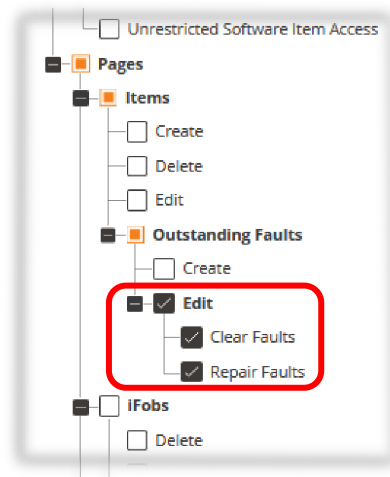 Unrestricted Software Item Access
Pages
Items
Create
Delete
Edit
Outstanding Faults
Create
Edit
Clear Faults
Repair Faults
iFobs
Delete